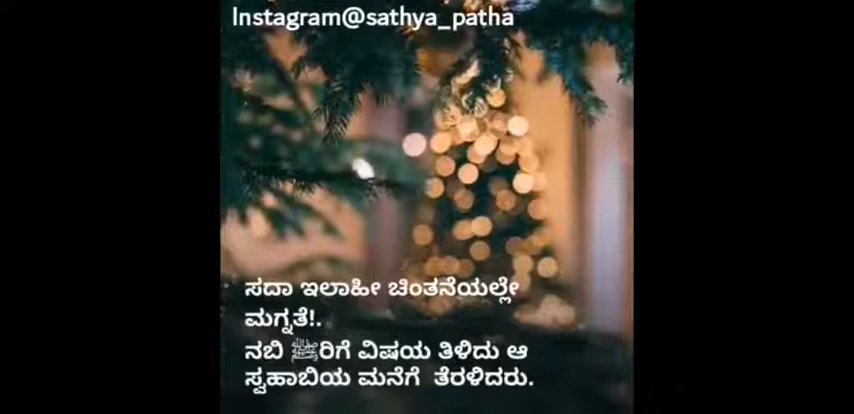 Instagram@sathya_patha
ಸದಾ ಇಲಾಹೀ ಚಿಂತನೆಯಲ್ಲೇ
ಮಗ್ನತೆ!.
ನಬಿ ﷺರಿಗೆ ವಿಷಯ ತಿಳಿದು ಆ
ಸ್ವಹಾಬಿಯ ಮನೆಗೆ ತೆರಳಿದರು.